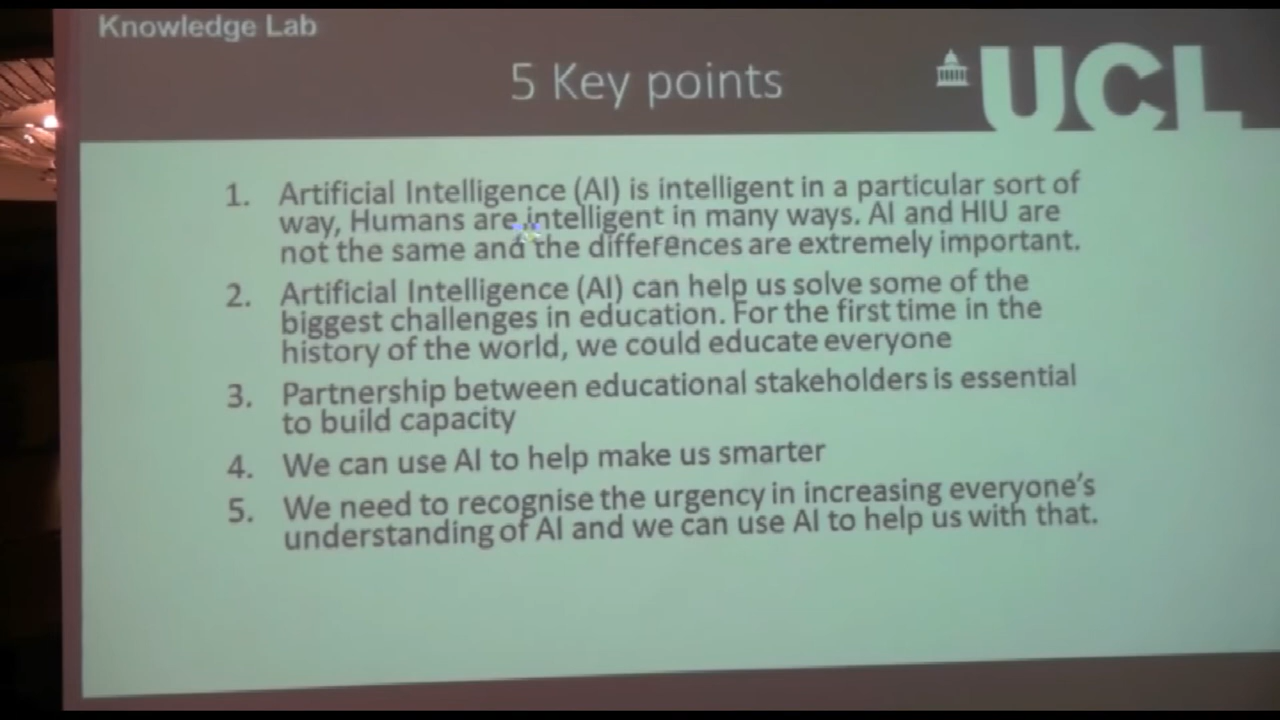 Knowledge Lab
5 Key points
UCL
1. Artificial Intelligence (AI) is intelligent in a particular sort of
way, Humans are intelligent in many ways. AI and HIU are
not the same and the differences are extremely important.
2. Artificial Intelligence (AI) can help us solve some of the
biggest challenges in education. For the first time in the
history of the world, we could educate everyone
3. Partnership between educational stakeholders is essential
to build capacity
4. We can use AI to help make us smarter
5. We need to recognise the urgency in increasing everyone's
understanding of AI and we can use AI to help us with that.